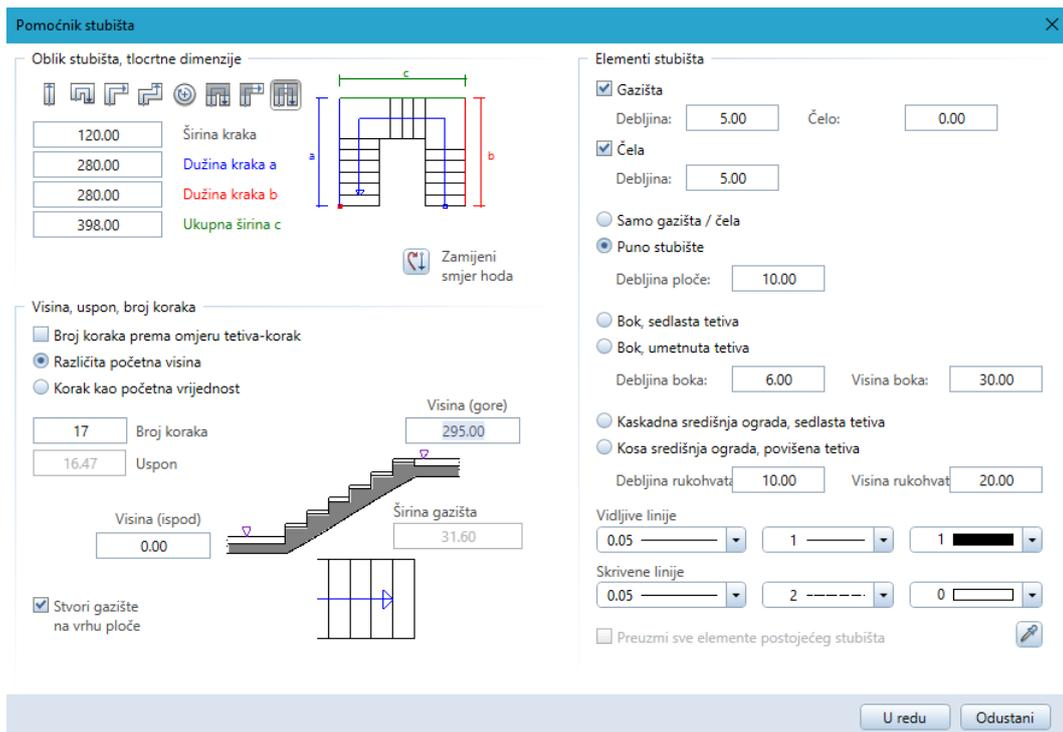 Pomoćnik stubišta
Oblik stubišta, tlocrtne dimenzije
c
a
b
120.00 Širina kraka
280.00 Dužina kraka a
280.00 Dužina kraka b
398.00 Ukupna širina c
Zamijeni
smjer hoda
Visina, uspon, broj koraka
Broj koraka prema omjeru tetiva-korak
Različita početna visina
Korak kao početna vrijednost
17 Broj koraka
16.47 Uspon
Visina (gore)
295.00
Visina (ispod)
0.00
Širina gazišta
31.60
Stvori gazište
na vrhu ploče
Elementi stubišta
Gazišta
Debljina: 5.00 Čelo: 0.00
Čela
Debljina: 5.00
Samo gazišta / čela
Puno stubište
Debljina ploče: 10.00
Bok, sedlasta tetiva
Bok, umetnuta tetiva
Debljina boka: 6.00 Visina boka: 30.00
Kaskadna središnja ograda, sedlasta tetiva
Kosa središnja ograda, povišena tetiva
Debljina rukohvata 10.00 Visina rukohvat 20.00
Vidljive linije
0.05 1 1
Skrivene linije
0.05 2 0
Preuzmi sve elemente postojećeg stubišta
U redu Odustani